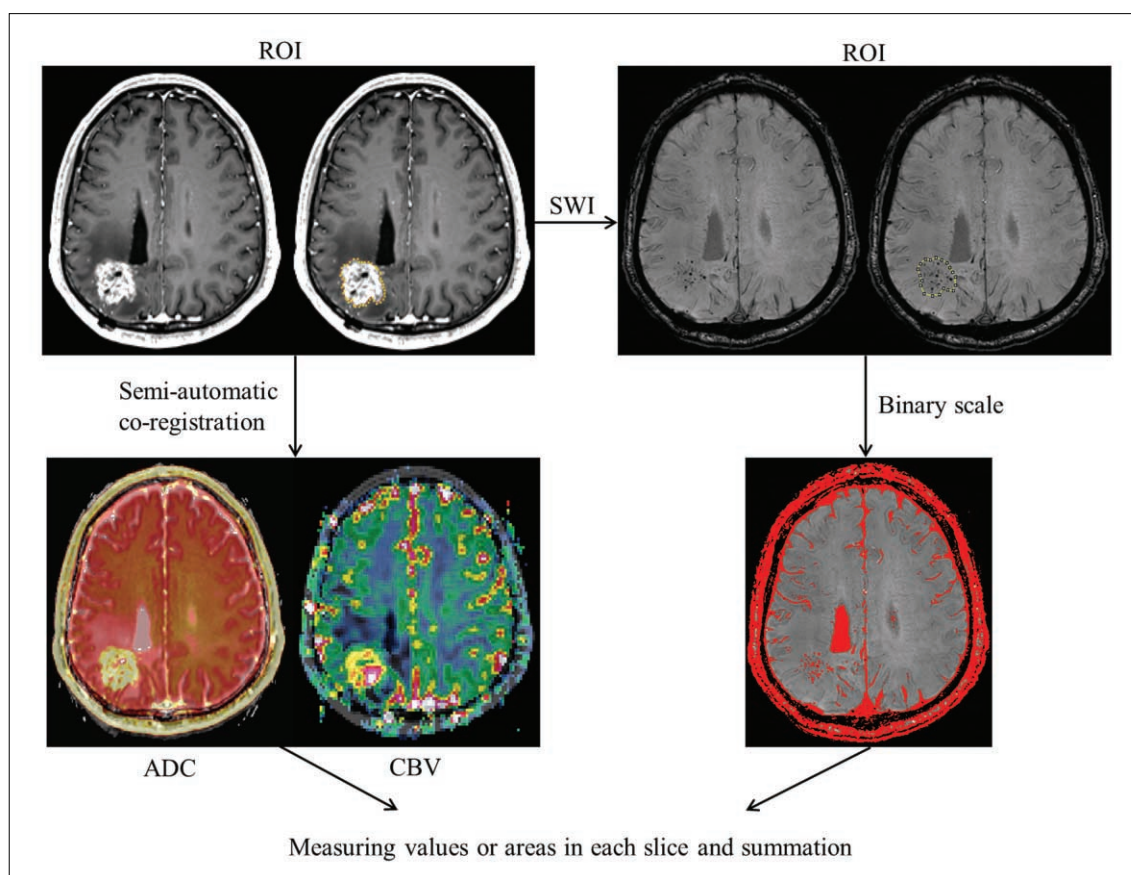 ROI
ROI
SWI
Semi-automatic
co-registration
Binary scale
ADC
CBV
Measuring values or areas in each slice and summation